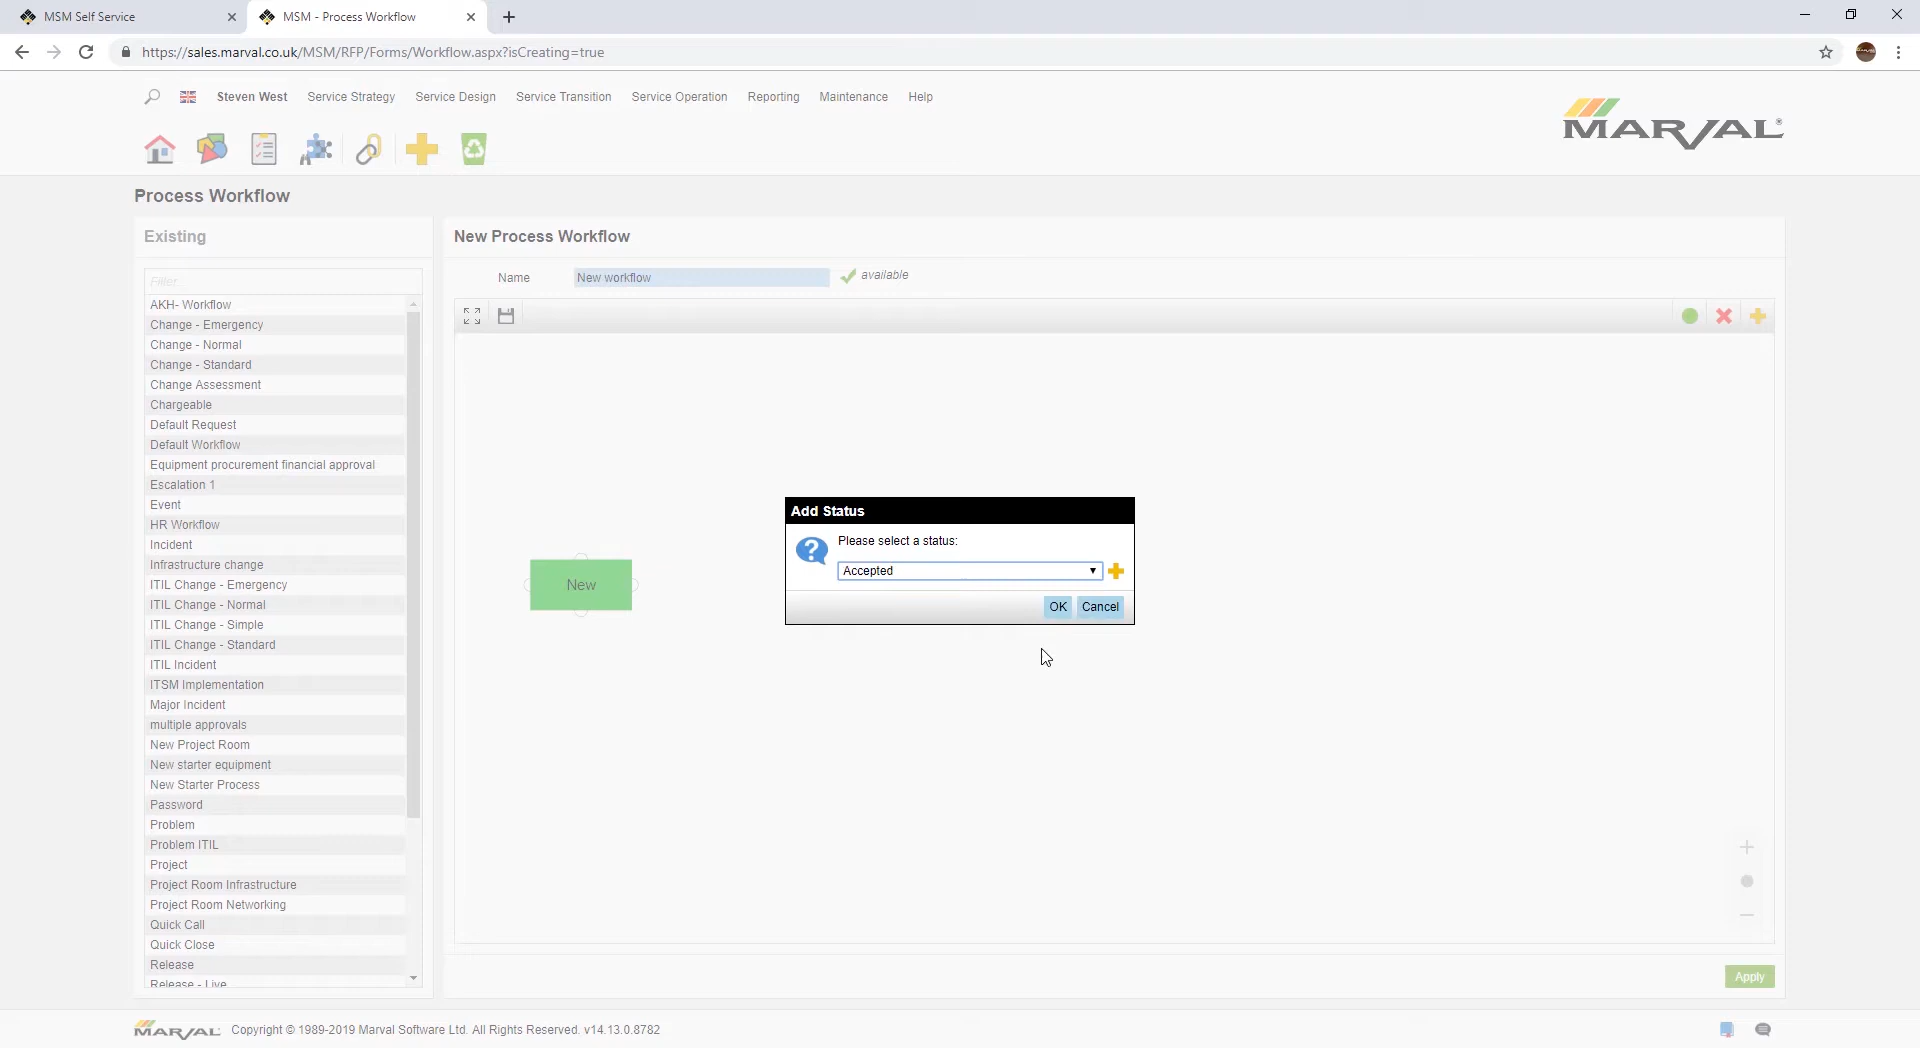 MSM Self Service
MSM - Process Workflow
https://sales.marval.co.uk/MSM/RFP/Forms/Workflow.aspx?isCreating=true
Steven West Service Strategy Service Design Service Transition Service Operation Reporting Maintenance Help
MARVAL
Process Workflow
Existing
New Process Workflow
Name
New workflow
available
Filter
AKH- Workflow
Change - Emergency
Change - Normal
Change - Standard
Change Assessment
Chargeable
Default Request
Default Workflow
Equipment procurement financial approval
Escalation 1
Event
HR Workflow
Incident
Infrastructure change
ITIL Change - Emergency
ITIL Change - Normal
ITIL Change - Simple
ITIL Change - Standard
ITIL Incident
ITSM Implementation
Major Incident
multiple approvals
New Project Room
New starter equipment
New Starter Process
Password
Problem
Problem ITIL
Project
Project Room Infrastructure
Project Room Networking
Quick Call
Quick Close
Release
Release - Live
New
Add Status
Please select a status:
Accepted
OK
Cancel
Apply
MARVAL
Copyright © 1989-2019 Marval Software Ltd. All Rights Reserved. v14.13.0.8782